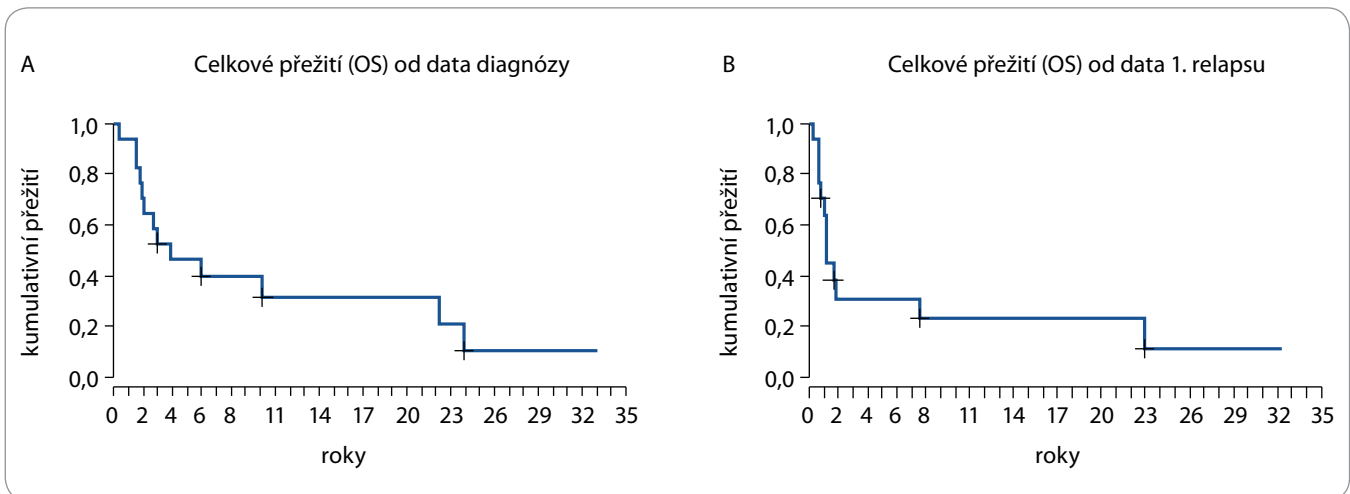 A Celkové přežití (OS) od data diagnózy
kumulativní přežití
1,0
0,8
0,6
0,4
0,2
0,0
0 2 4 6 8 11 14 17 20 23 26 29 32 35
roky
B Celkové přežití (OS) od data 1. relapsu
kumulativní přežití
1,0
0,8
0,6
0,4
0,2
0,0
0 2 4 6 8 11 14 17 20 23 26 29 32 35
roky